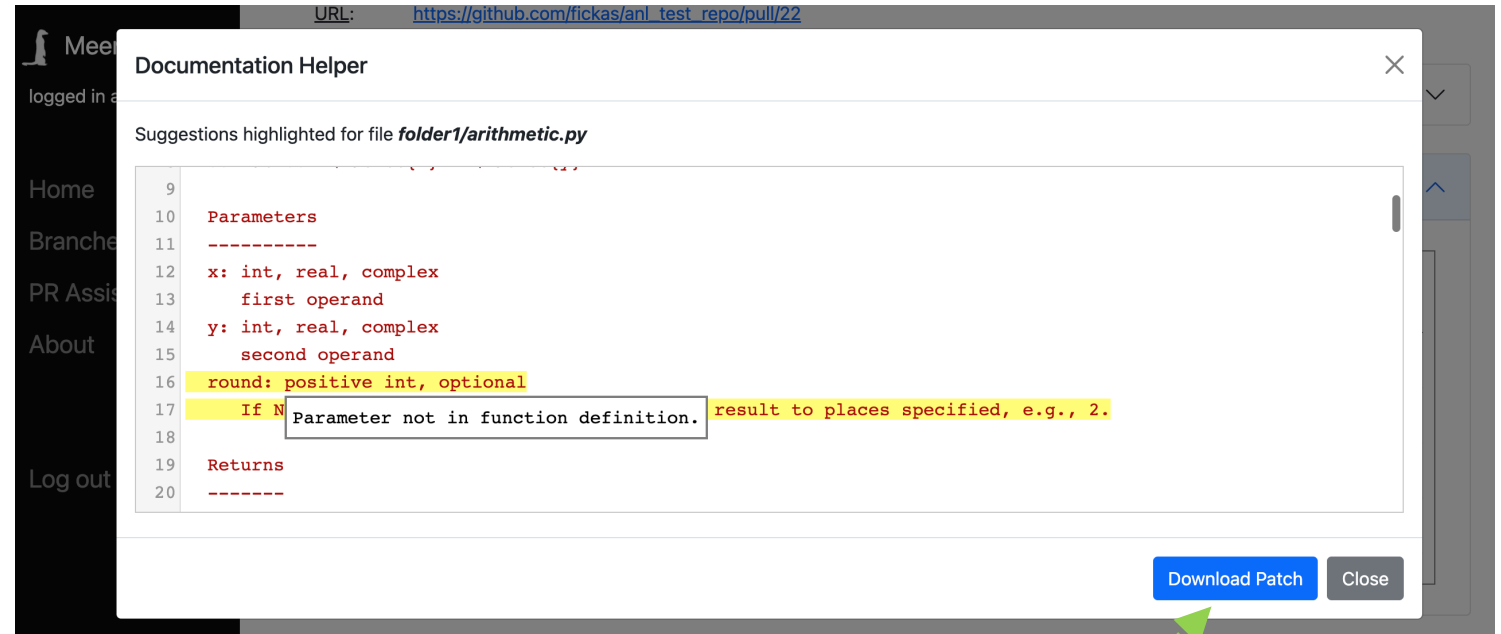 URL: https://github.com/fickas/anl_test_repo/pull/22
Meer
logged in a
Home
Branche
PR Assis
About
Log out
Documentation Helper
Suggestions highlighted for file folder1/arithmetic.py
9
10 Parameters
11 ----------
12 x: int, real, complex
13 first operand
14 y: int, real, complex
15 second operand
16 round: positive int, optional
17 If N result to places specified, e.g., 2.
Parameter not in function definition.
18
19 Returns
20 -------
Download Patch Close